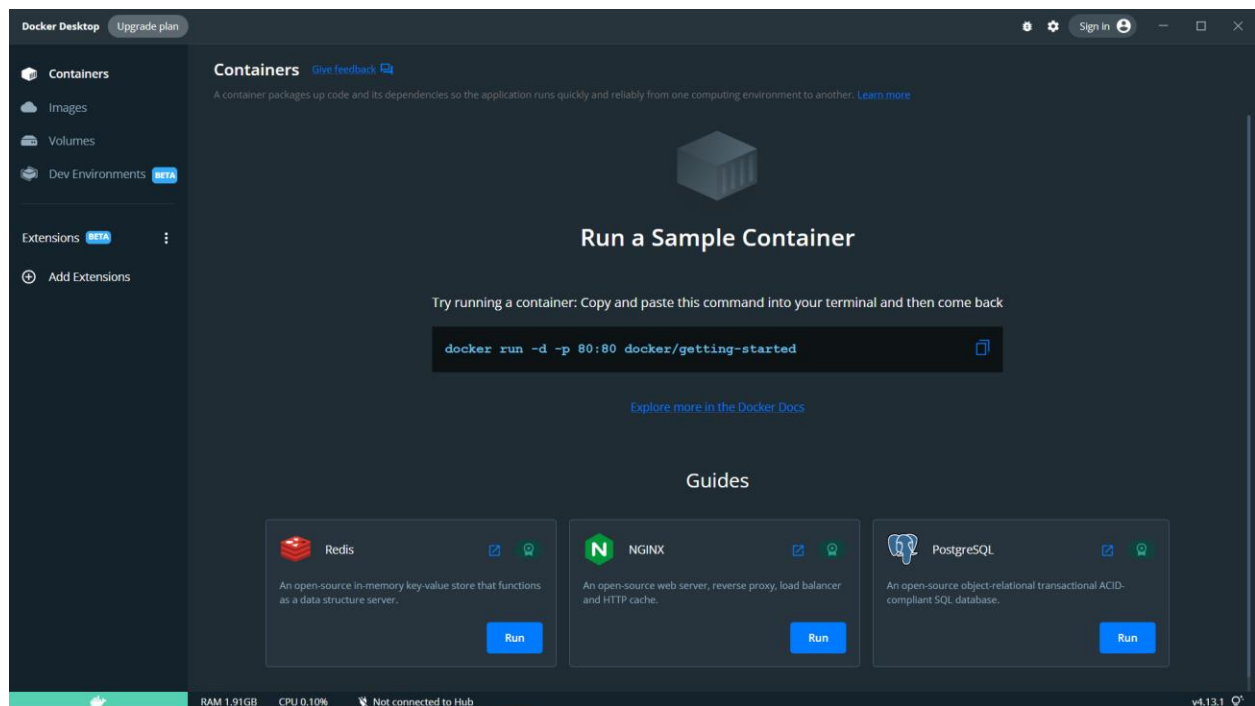 Docker Desktop Upgrade plan
Sign in
Containers
Images
Volumes
Dev Environments BETA
Extensions BETA
Add Extensions
Containers Give feedback
A container packages up code and its dependencies so the application runs quickly and reliably from one computing environment to another. Learn more
Run a Sample Container
Try running a container: Copy and paste this command into your terminal and then come back
docker run -d -p 80:80 docker/getting-started
Explore more in the Docker Docs
Guides
Redis
An open-source in-memory key-value store that functions
as a data structure server.
Run
N
NGINX
An open-source web server, reverse proxy, load balancer
and HTTP cache.
Run
PostgreSQL
An open-source object-relational transactional ACID-
compliant SQL database.
Run
RAM 1.91GB CPU 0.10% Not connected to Hub
v4.13.1